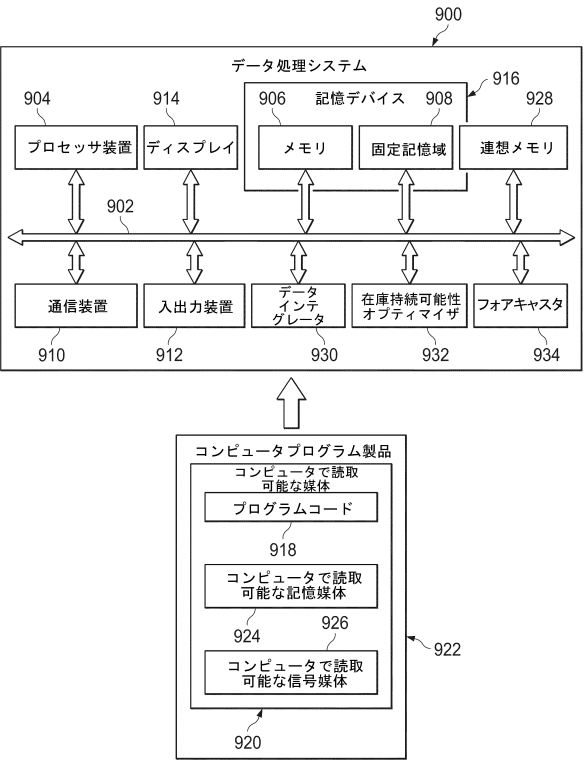 900
データ処理システム
916
904
914
記憶デバイス
906
908
928
プロセッサ装置
ディスプレイ
メモリ
固定記憶域
連想メモリ
902
通信装置
入出力装置
データ
インテ
グレータ
在庫持続可能性
オプティマイザ
フォアキャスタ
910
912
930
932
934
コンピュータプログラム製品
コンピュータで読取
可能な媒体
プログラムコード
918
コンピュータで読取
可能な記憶媒体
924
926
922
コンピュータで読取
可能な信号媒体
920